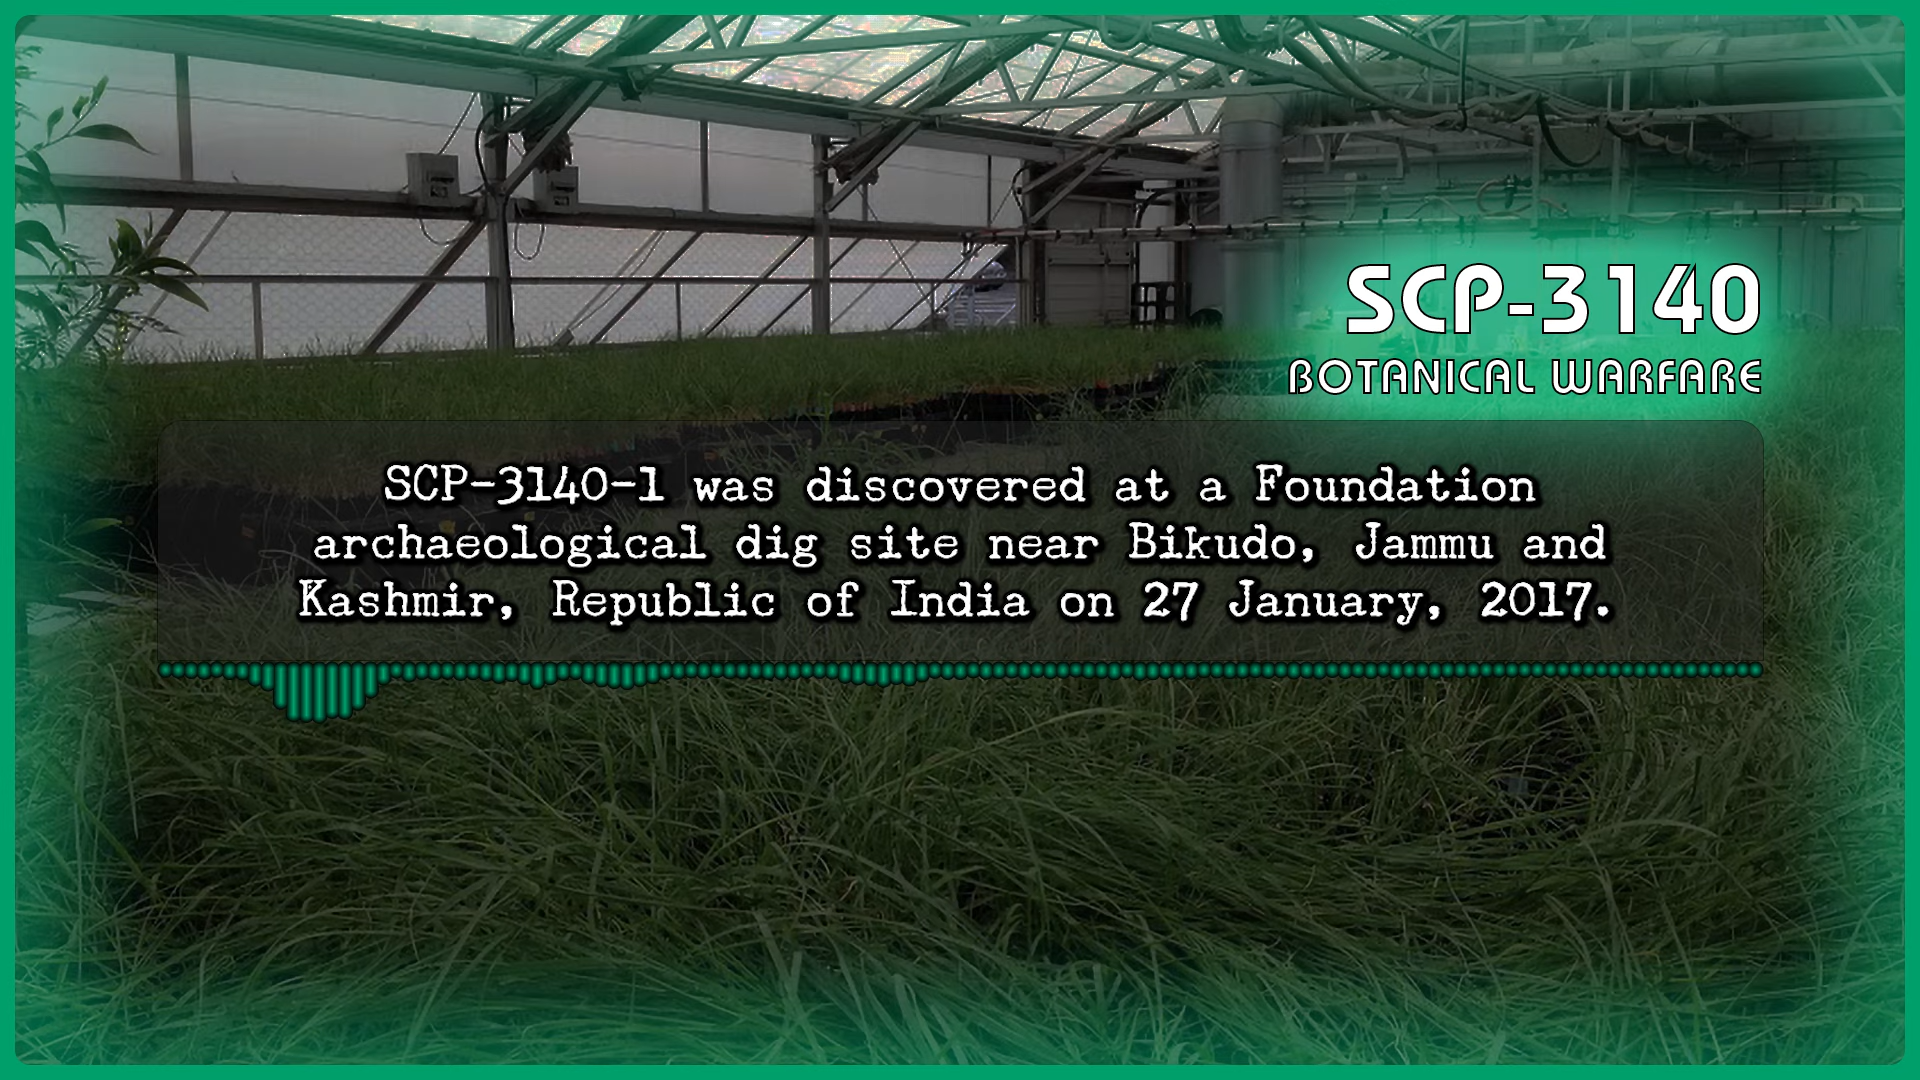 SCP-3140
BOTANICAL WARFARE
SCP-3140-1 was discovered at a Foundation
archaeological dig site near Bikudo, Jammu and
Kashmir, Republic of India on 27 January, 2017.